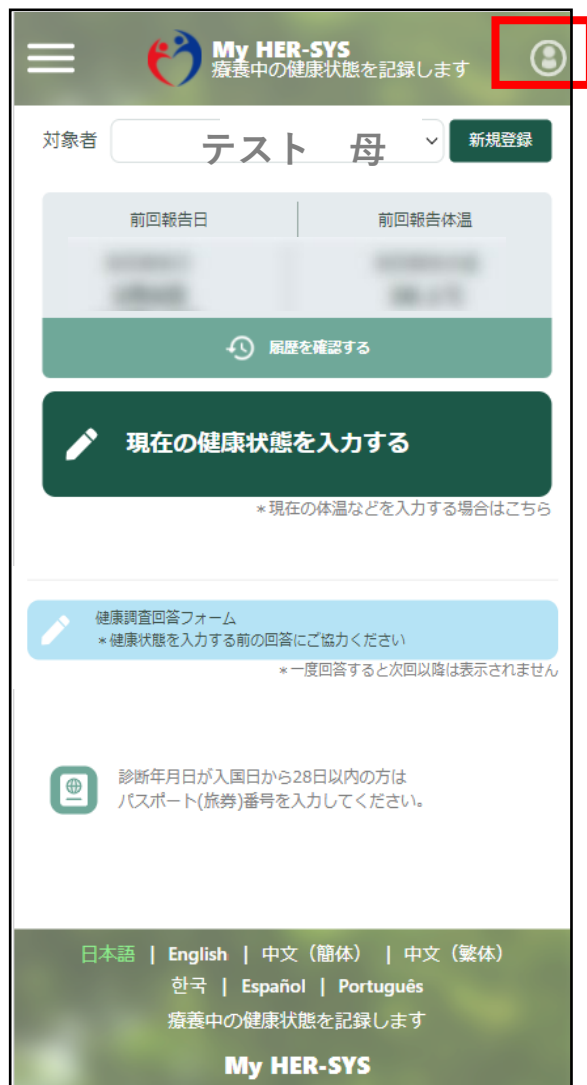 My HER-SYS
療養中の健康状態を記録します
対象者 テスト 母 新規登録
前回報告日 前回報告体温
履歴を確認する
現在の健康状態を入力する
*現在の体温などを入力する場合はこちら
健康調査回答フォーム
*健康状態を入力する前の回答にご協力ください
*一度回答すると次回以降は表示されません
診断年月日が入国日から28日以内の方は
パスポート(旅券)番号を入力してください。
日本語 | English | 中文（簡体） | 中文（繁体）
한국 | Español | Português
療養中の健康状態を記録します
My HER-SYS